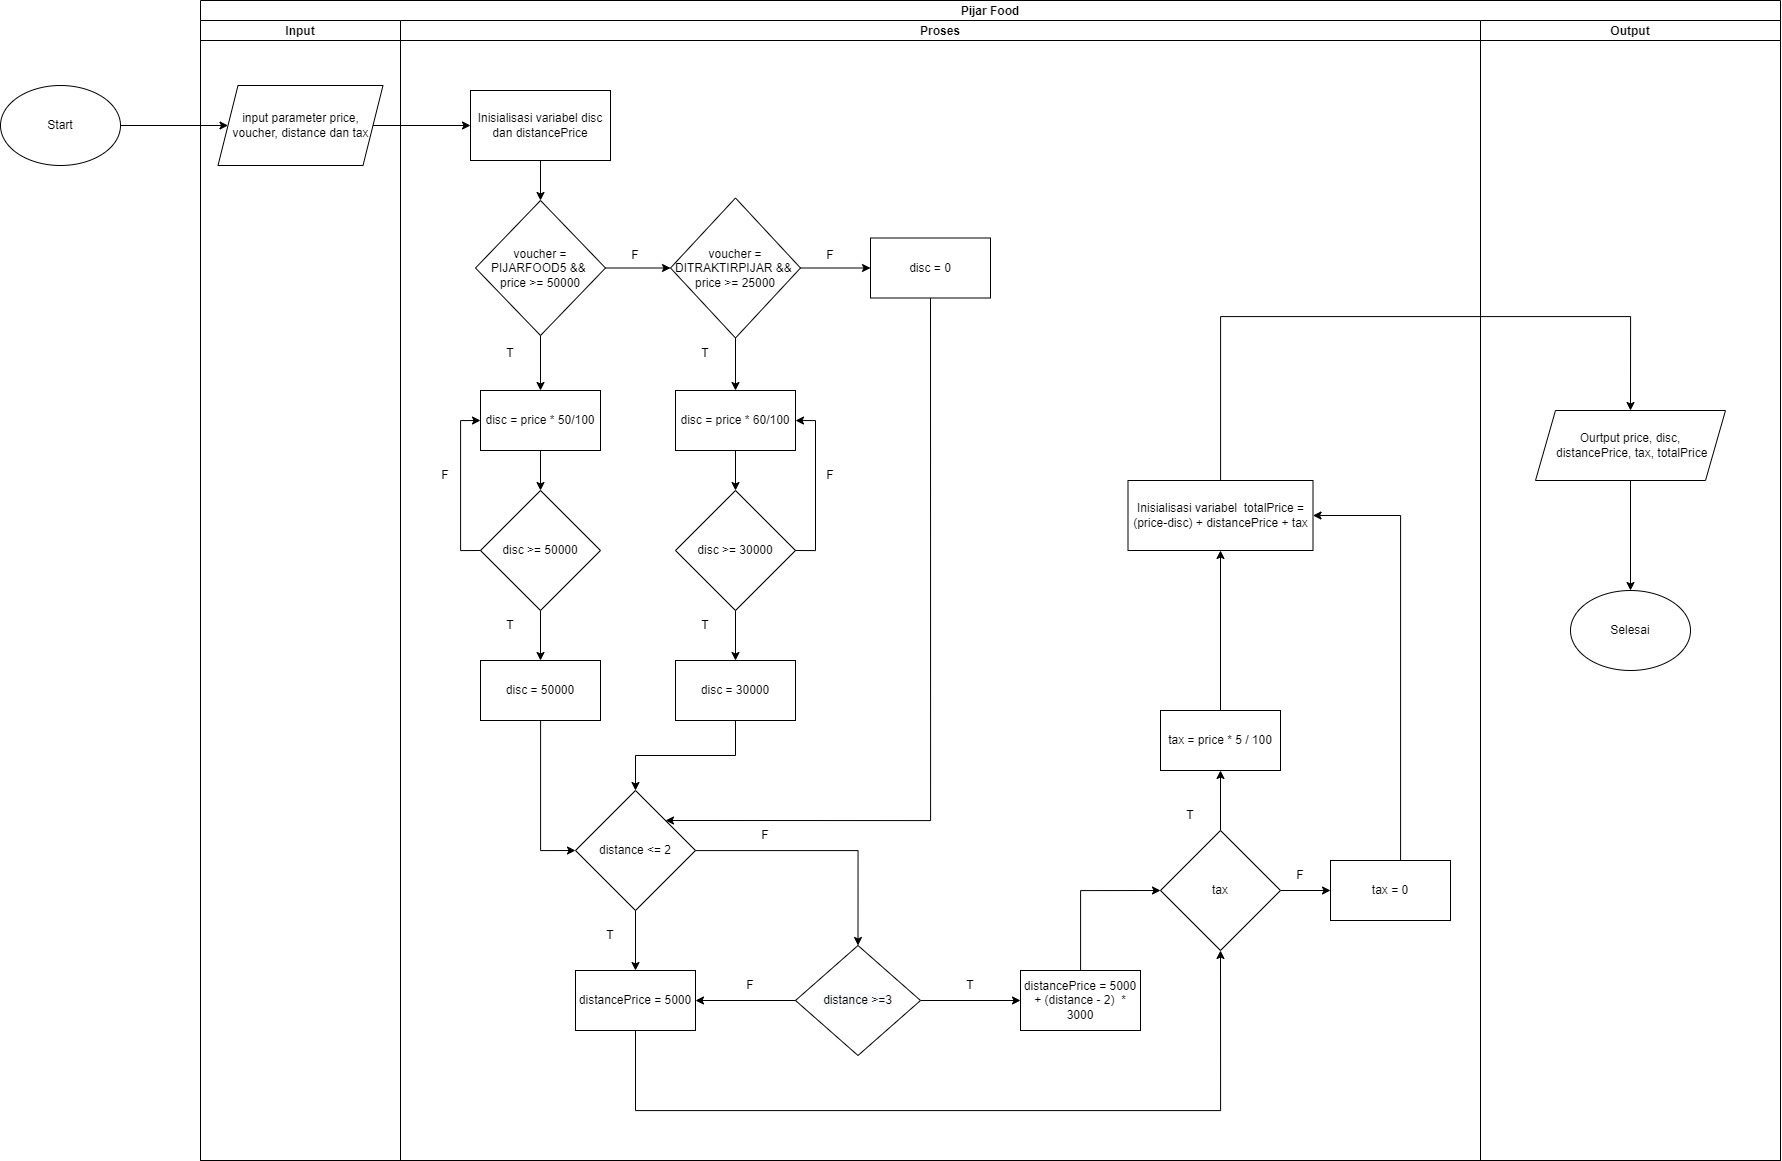 Pijar Food
Input
Proses
Output
Start
input parameter price,
voucher, distance dan tax
Inisialisasi variabel disc
dan distancePrice
voucher =
PIJARFOOD5 &&
price >= 50000
F
voucher =
DITRAKTIRPIJAR &&
price >= 25000
F
disc = 0
T
T
disc = price * 50/100
disc = price * 60/100
F
F
disc >= 50000
disc >= 30000
T
T
disc = 50000
disc = 30000
distance <= 2
F
T
distancePrice = 5000
F
distance >=3
T
distancePrice = 5000
+ (distance - 2)  *
3000
tax
F
tax = 0
T
tax = price * 5 / 100
Inisialisasi variabel  totalPrice =
(price-disc) + distancePrice + tax
Ourtput price, disc,
distancePrice, tax, totalPrice
Selesai